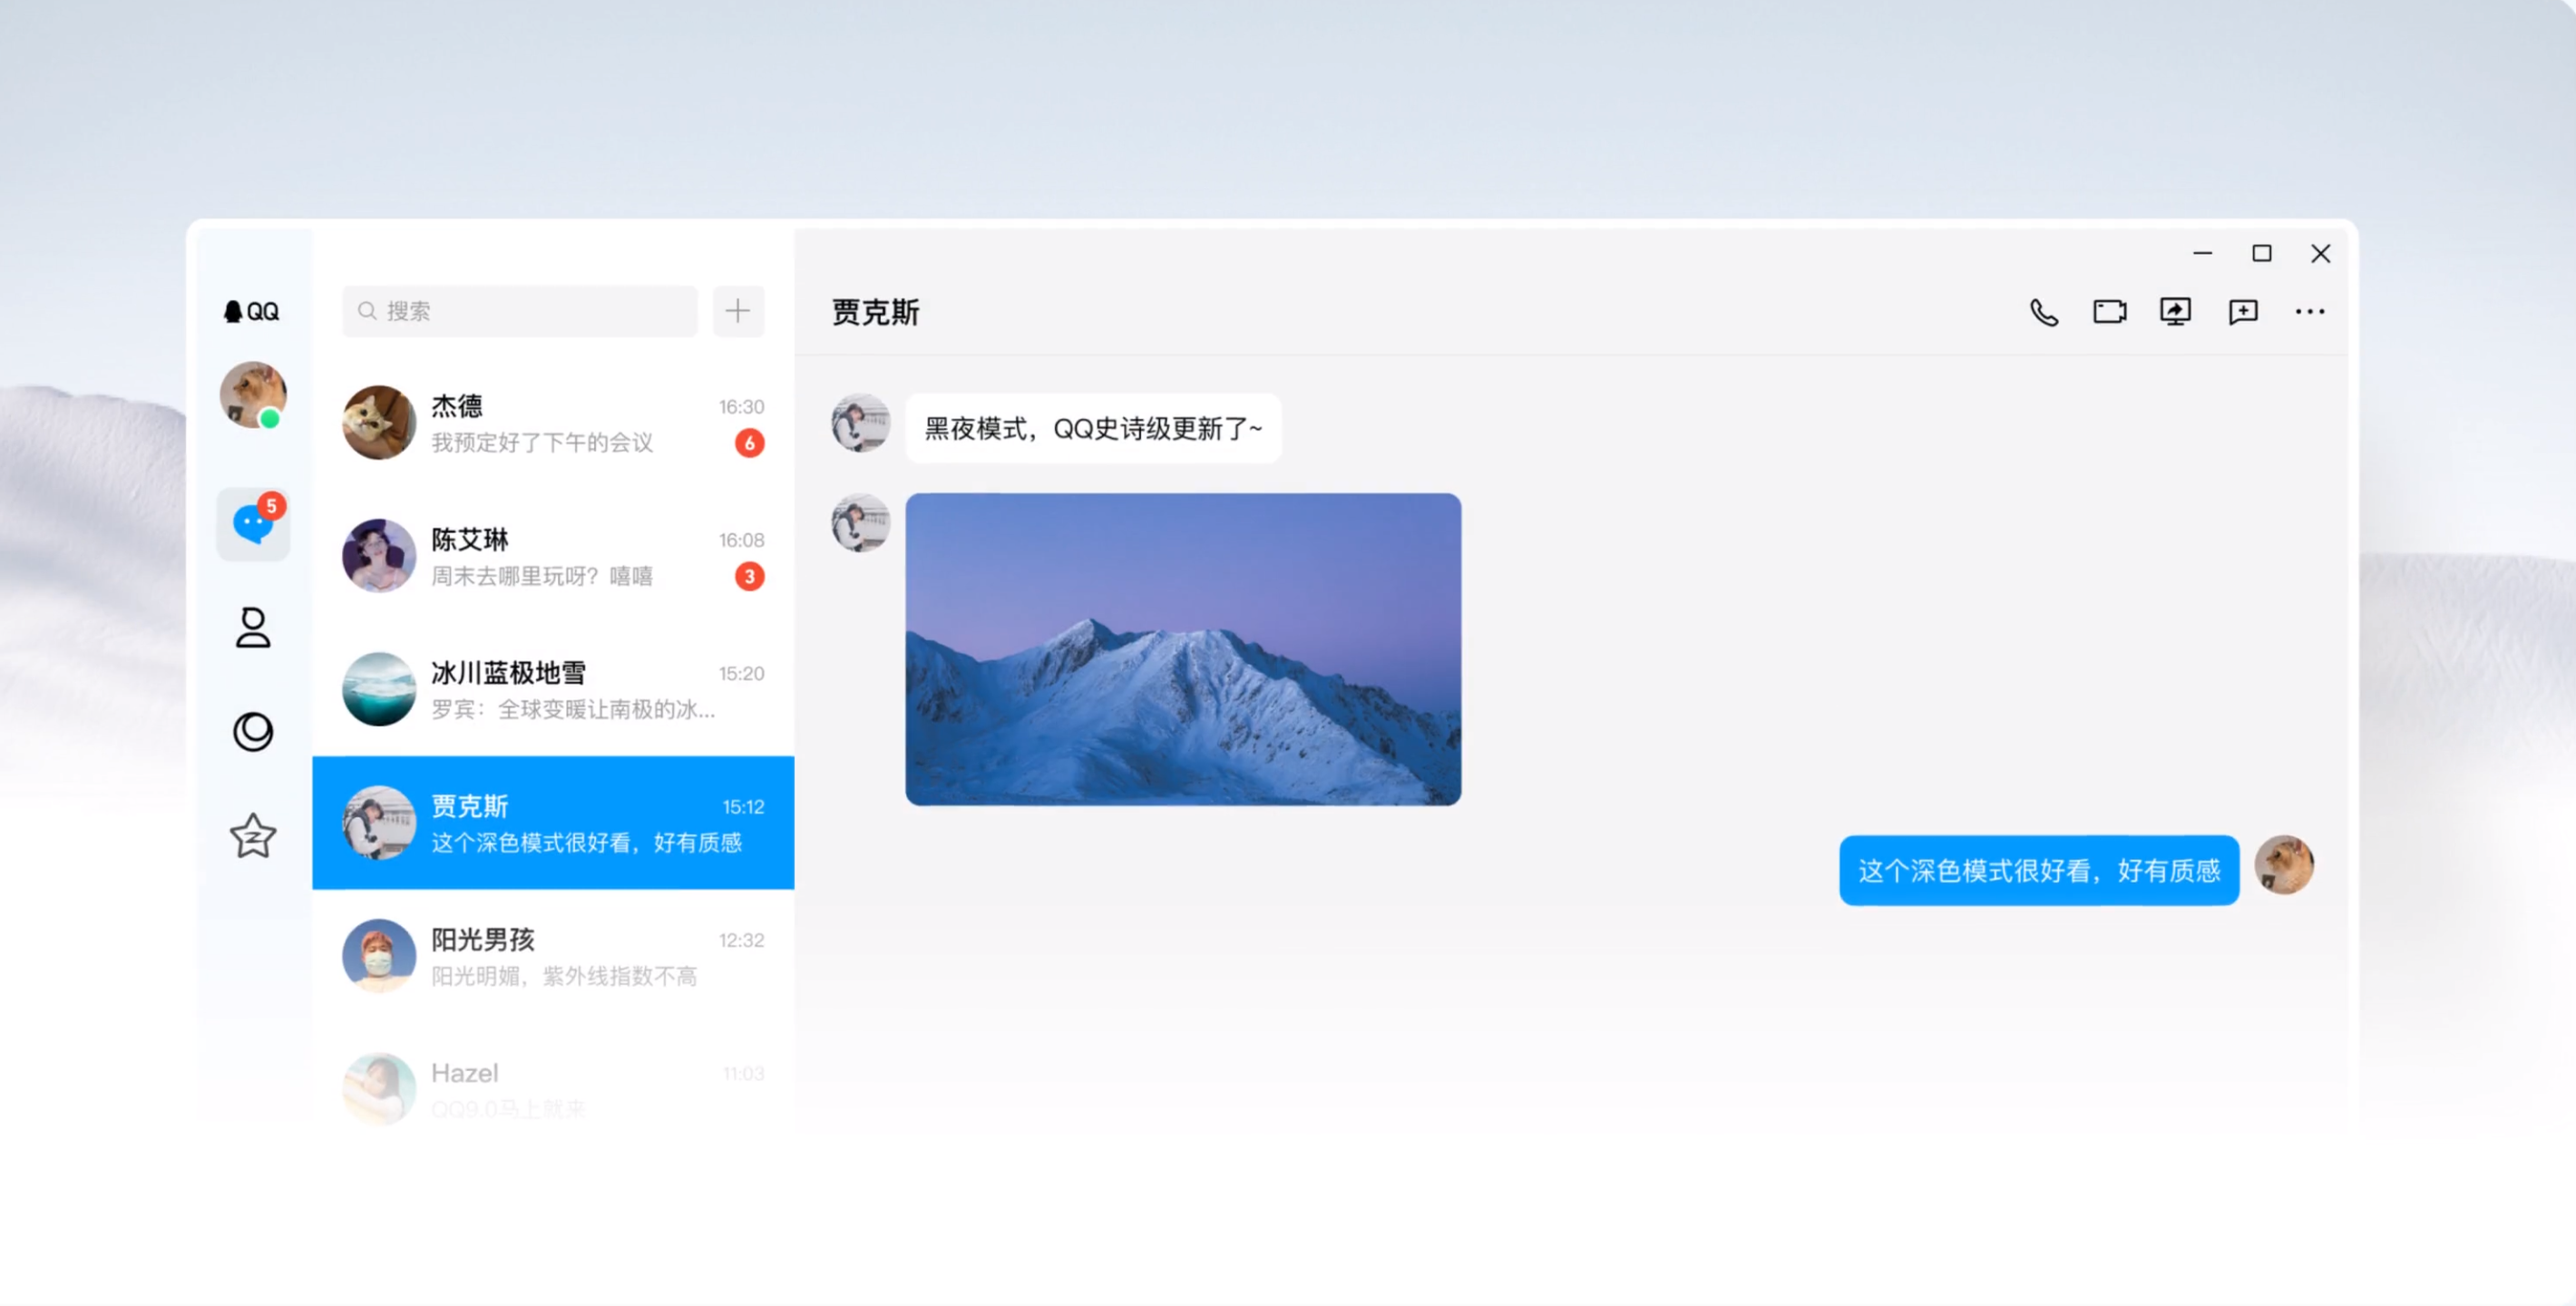 QQ
5
搜索
杰德 16:30
我预定好了下午的会议 6
陈艾琳 16:08
周末去哪里玩呀？嘻嘻 3
冰川蓝极地雪 15:20
罗宾：全球变暖让南极的冰...
贾克斯 15:12
这个深色模式很好看，好有质感
阳光男孩 12:32
阳光明媚，紫外线指数不高
Hazel 11:03
QQ9.0马上就来
贾克斯
黑夜模式，QQ史诗级更新了~
这个深色模式很好看，好有质感